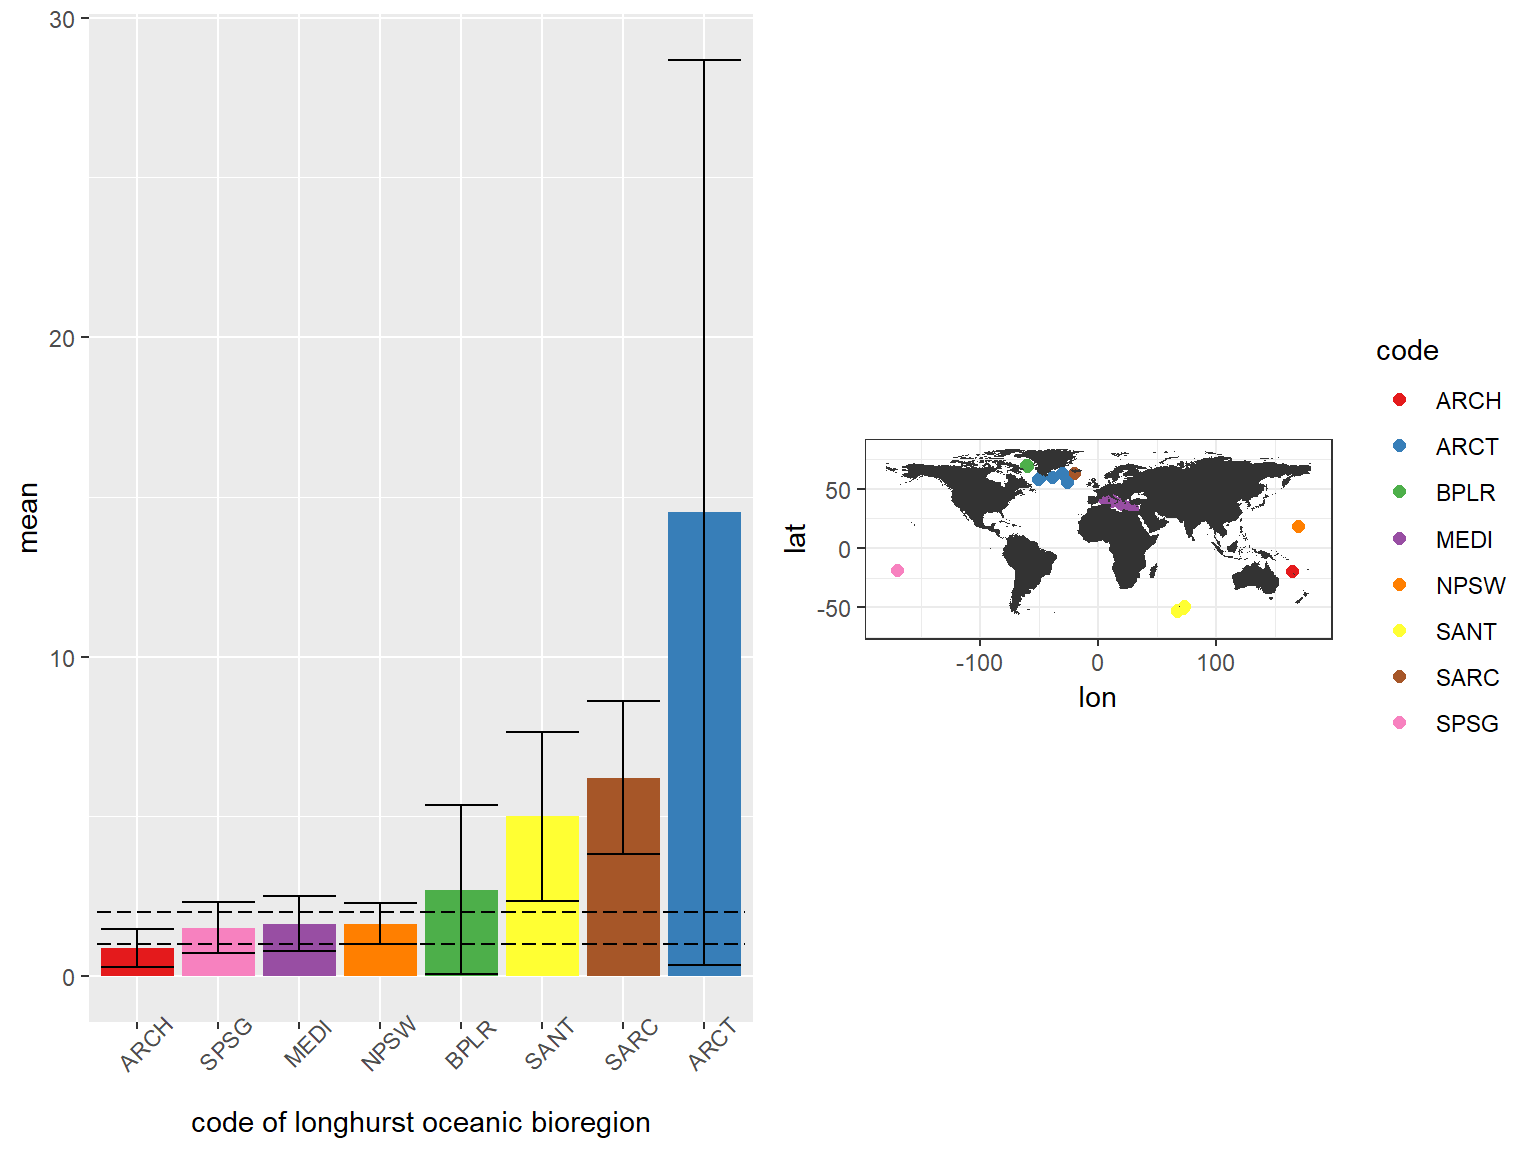 mean
30
20
10
0
ARCH SPSG MEDI NPSW BPLR SANT SARC ARCT
code of longhurst oceanic bioregion
lat
50
0
-50
-100 0 100
lon
code
ARCH
ARCT
BPLR
MEDI
NPSW
SANT
SARC
SPSG